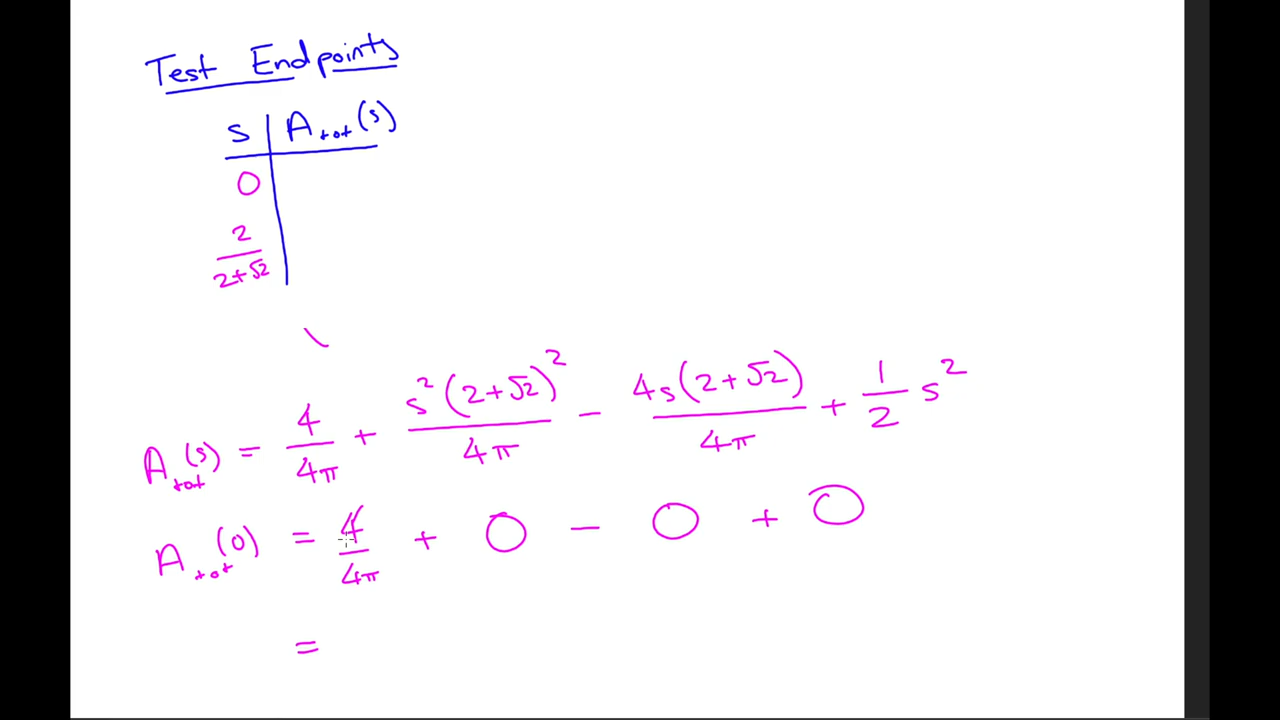 Test Endpoints
s | A_tot(s)
0
2/(2+√2)
A_tot(s) = 4/4π + s²(2+√2)²/4π − 4s(2+√2)/4π + 1/2 s²
A_tot(0) = 4/4π + 0 − 0 + 0
=